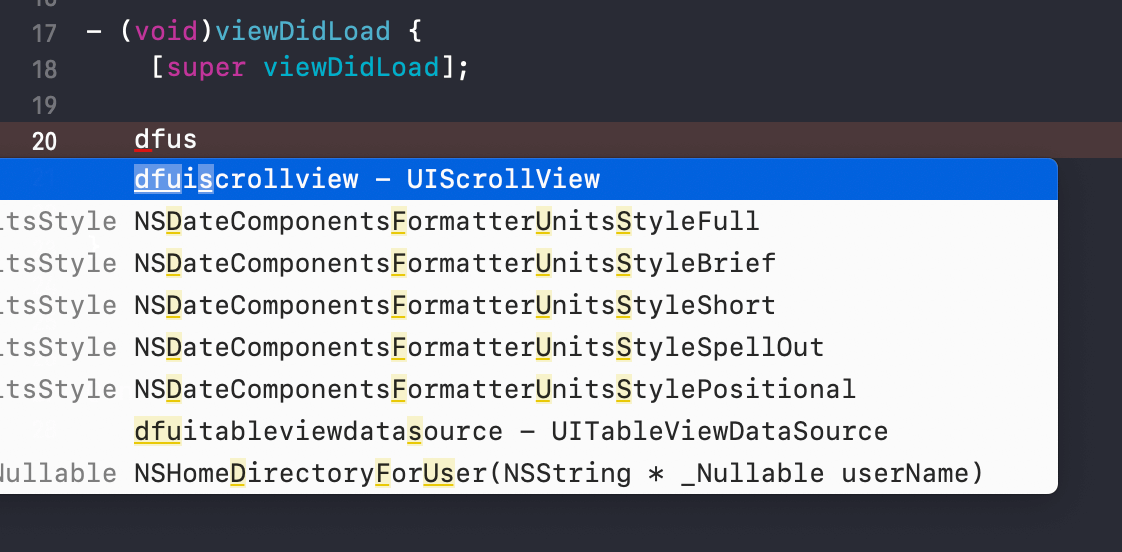 17 - (void)viewDidLoad {
18 [super viewDidLoad];
19
20 dfus
dfuiscrollview – UIScrollView
itsStyle NSDateComponentsFormatterUnitsStyleFull
itsStyle NSDateComponentsFormatterUnitsStyleBrief
itsStyle NSDateComponentsFormatterUnitsStyleShort
itsStyle NSDateComponentsFormatterUnitsStyleSpellOut
itsStyle NSDateComponentsFormatterUnitsStylePositional
dfuitableviewdatasource – UITableViewDataSource
Nullable NSHomeDirectoryForUser(NSString * _Nullable userName)